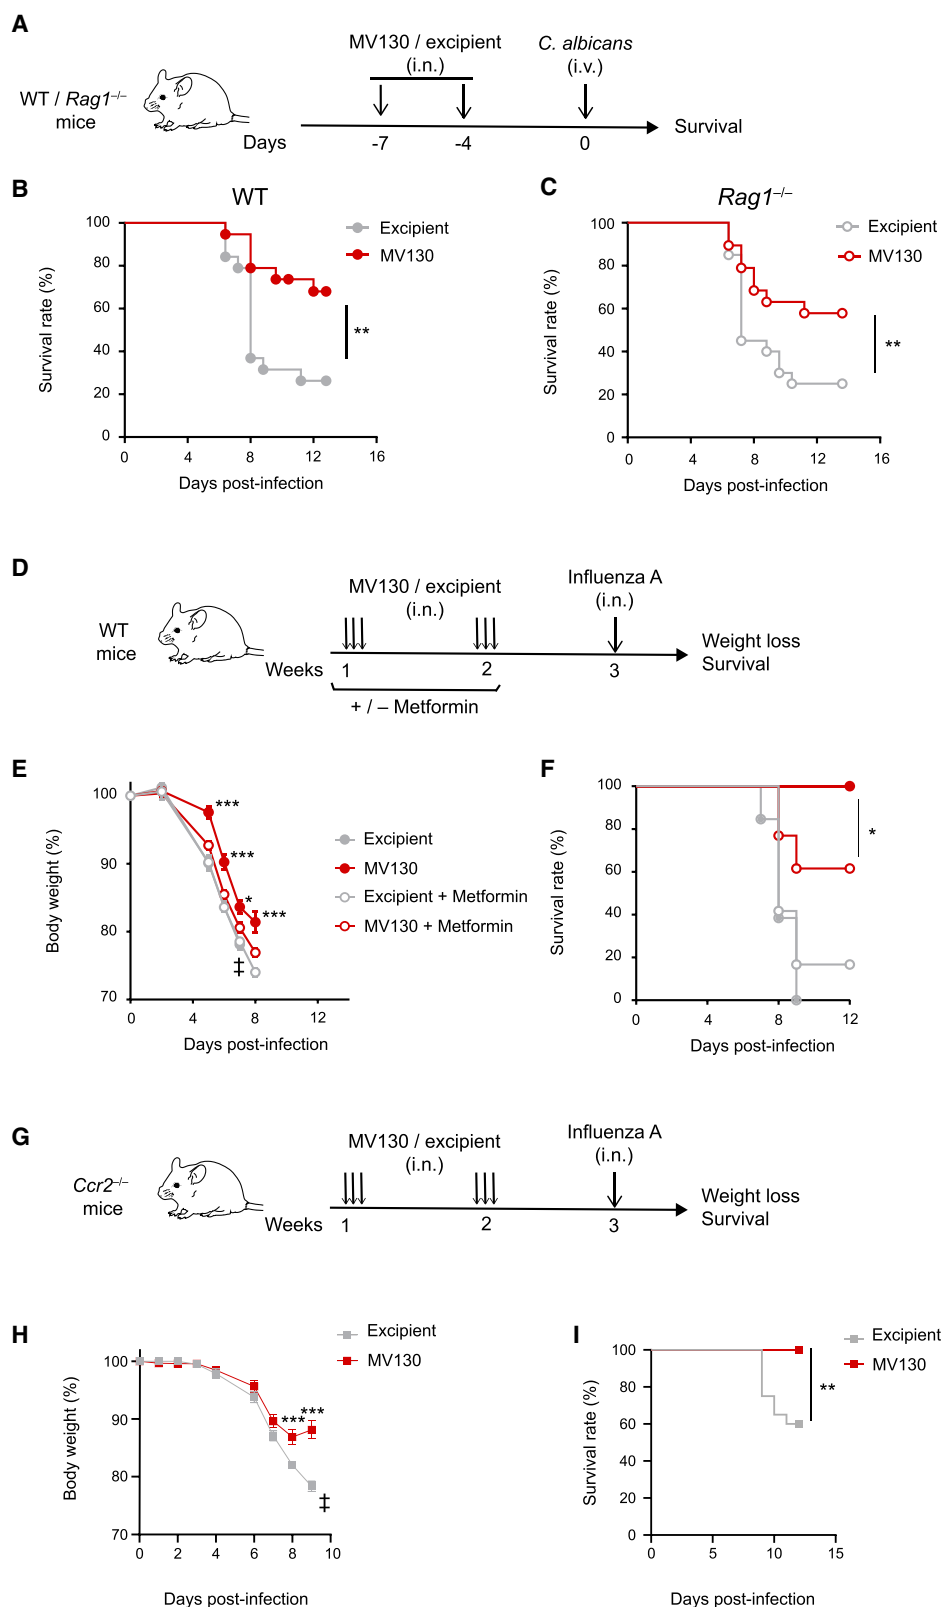 A
MV130 / excipient
(i.n.)
C. albicans
(i.v.)
WT / Rag1–/–
mice
Days
-7
-4
0
Survival
B
WT
100
80
60
40
20
0
Survival rate (%)
0 4 8 12 16
Days post-infection
Excipient
MV130
**
C
Rag1–/–
100
80
60
40
20
0
Survival rate (%)
0 4 8 12 16
Days post-infection
Excipient
MV130
**
D
MV130 / excipient
(i.n.)
Influenza A
(i.n.)
WT
mice
Weeks
1
2
3
Weight loss
Survival
+ / – Metformin
E
100
90
80
70
Body weight (%)
*** 
***
*
***
‡
0 4 8 12
Days post-infection
Excipient
MV130
Excipient + Metformin
MV130 + Metformin
F
100
80
60
40
20
0
Survival rate (%)
*
0 4 8 12
Days post-infection
G
MV130 / excipient
(i.n.)
Influenza A
(i.n.)
Ccr2–/–
mice
Weeks
1
2
3
Weight loss
Survival
H
Excipient
MV130
100
90
80
70
Body weight (%)
***
***
‡
0 2 4 6 8 10
Days post-infection
I
Excipient
MV130
100
80
60
40
20
0
Survival rate (%)
**
0 5 10 15
Days post-infection